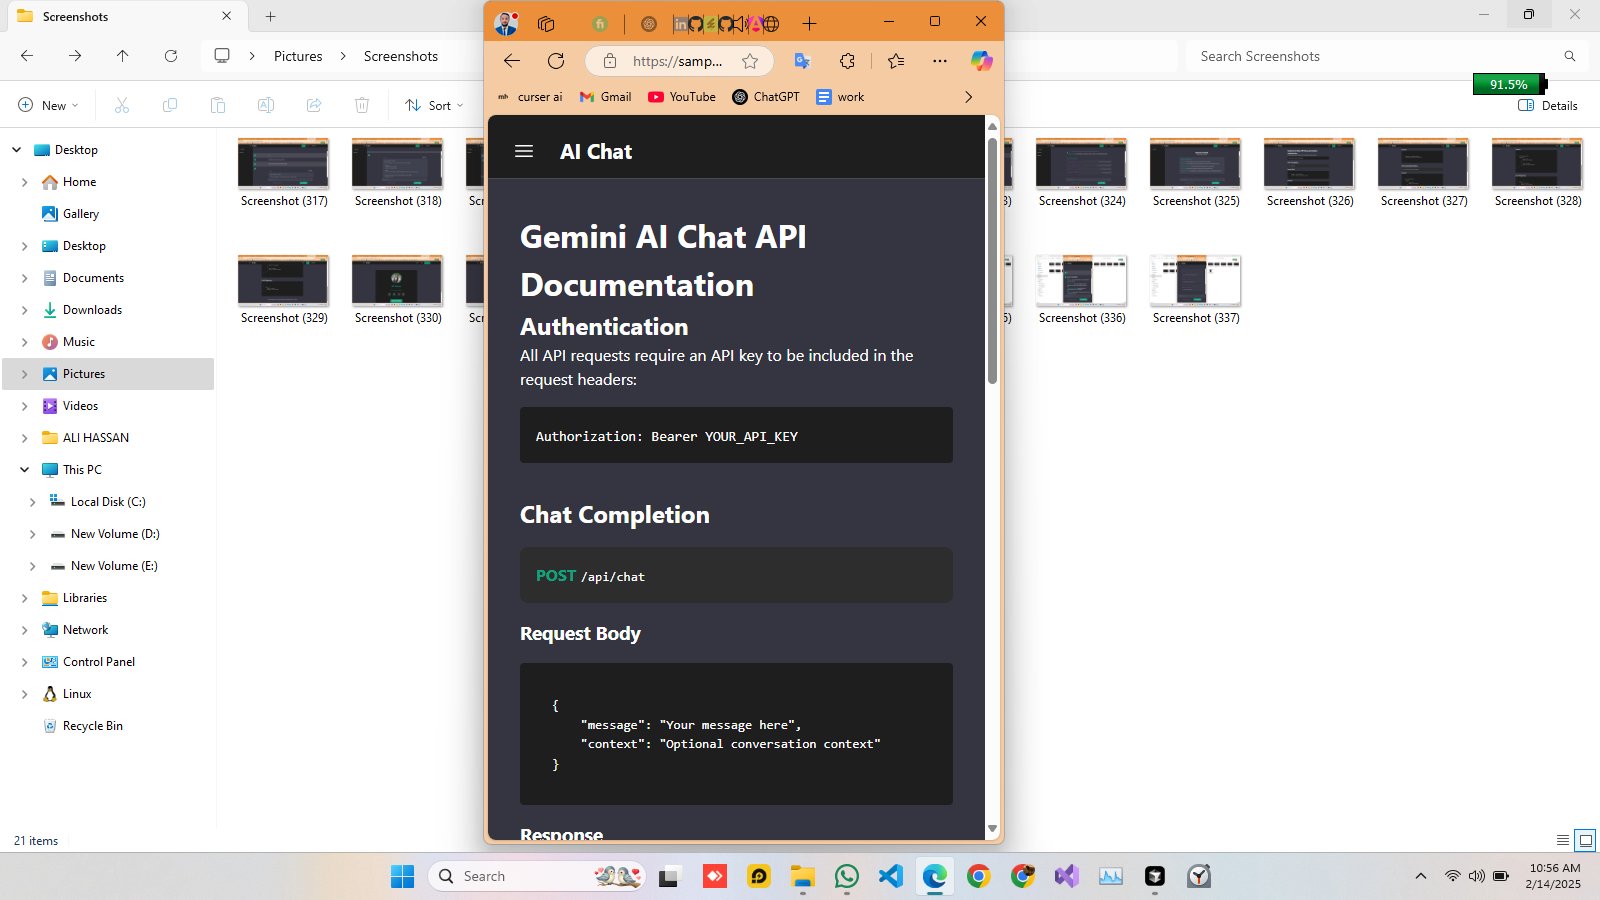 Screenshots
Pictures
Screenshots
Search Screenshots
New
Sort
91.5%
Details
Desktop
Home
Gallery
Desktop
Documents
Downloads
Music
Pictures
Videos
ALI HASSAN
This PC
Local Disk (C:)
New Volume (D:)
New Volume (E:)
Libraries
Network
Control Panel
Linux
Recycle Bin
21 items
Screenshot (317)
Screenshot (318)
Screenshot (324)
Screenshot (325)
Screenshot (326)
Screenshot (327)
Screenshot (328)
Screenshot (329)
Screenshot (330)
Screenshot (336)
Screenshot (337)
https://samp...
curser ai
Gmail
YouTube
ChatGPT
work
AI Chat
Gemini AI Chat API
Documentation
Authentication
All API requests require an API key to be included in the
request headers:
Authorization: Bearer YOUR_API_KEY
Chat Completion
POST /api/chat
Request Body
{
"message": "Your message here",
"context": "Optional conversation context"
}
Response
Search
10:56 AM
2/14/2025